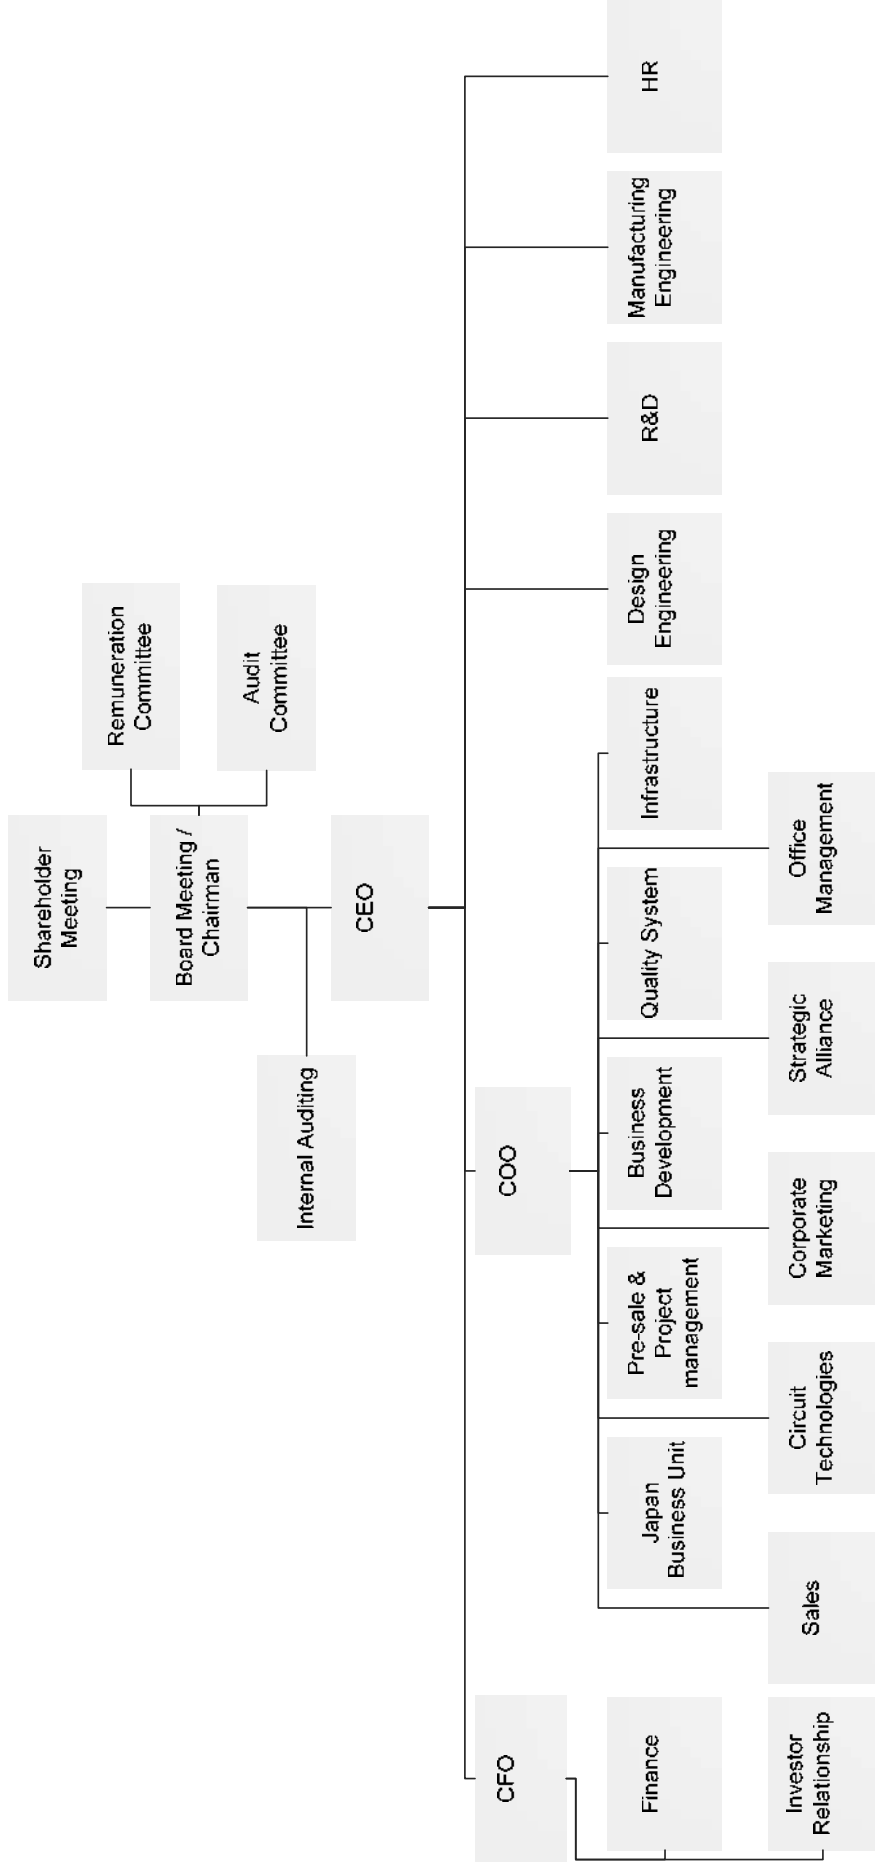 Shareholder
Meeting
Board Meeting /
Chairman
Remuneration
Committee
Audit
Committee
Internal Auditing
CEO
CFO
COO
Finance
Japan
Business Unit
Pre-sale &
Project
management
Business
Development
Quality System
Infrastructure
Design
Engineering
R&D
Manufacturing
Engineering
HR
Investor
Relationship
Sales
Circuit
Technologies
Corporate
Marketing
Strategic
Alliance
Office
Management